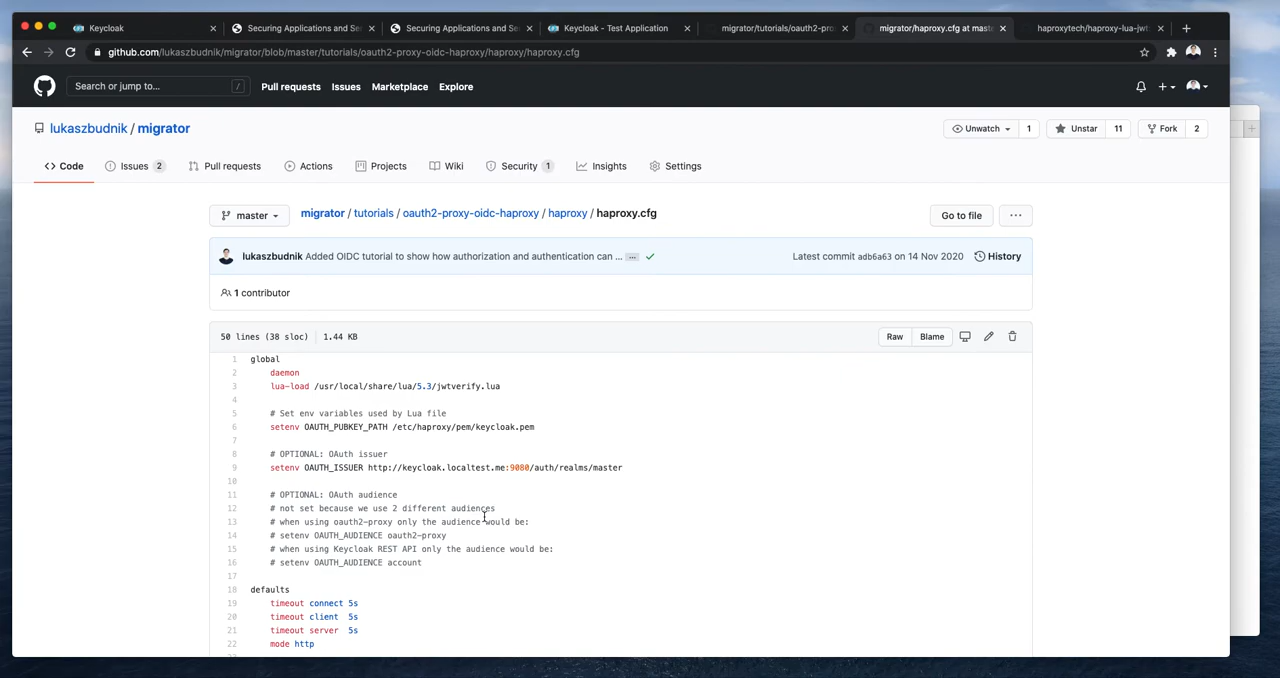 Keycloak
Securing Applications and Se
Securing Applications and Se
Keycloak - Test Application
migrator/tutorials/oauth2-pro
migrator/haproxy.cfg at mast
haproxytech/haproxy-lua-jwt
github.com/lukaszbudnik/migrator/blob/master/tutorials/oauth2-proxy-oidc-haproxy/haproxy/haproxy.cfg
Search or jump to...
/
Pull requests
Issues
Marketplace
Explore
lukaszbudnik / migrator
Unwatch 1
Unstar 11
Fork 2
Code
Issues 2
Pull requests
Actions
Projects
Wiki
Security 1
Insights
Settings
master
migrator / tutorials / oauth2-proxy-oidc-haproxy / haproxy / haproxy.cfg
Go to file
...
lukaszbudnik Added OIDC tutorial to show how authorization and authentication can ... 
Latest commit adb6a63 on 14 Nov 2020
History
1 contributor
50 lines (38 sloc) 1.44 KB
Raw
Blame
1 global
2 daemon
3 lua-load /usr/local/share/lua/5.3/jwtverify.lua
4
5 # Set env variables used by Lua file
6 setenv OAUTH_PUBKEY_PATH /etc/haproxy/pem/keycloak.pem
7
8 # OPTIONAL: OAuth issuer
9 setenv OAUTH_ISSUER http://keycloak.localtest.me:9080/auth/realms/master
10
11 # OPTIONAL: OAuth audience
12 # not set because we use 2 different audiences
13 # when using oauth2-proxy only the audience would be:
14 # setenv OAUTH_AUDIENCE oauth2-proxy
15 # when using Keycloak REST API only the audience would be:
16 # setenv OAUTH_AUDIENCE account
17
18 defaults
19 timeout connect 5s
20 timeout client 5s
21 timeout server 5s
22 mode http